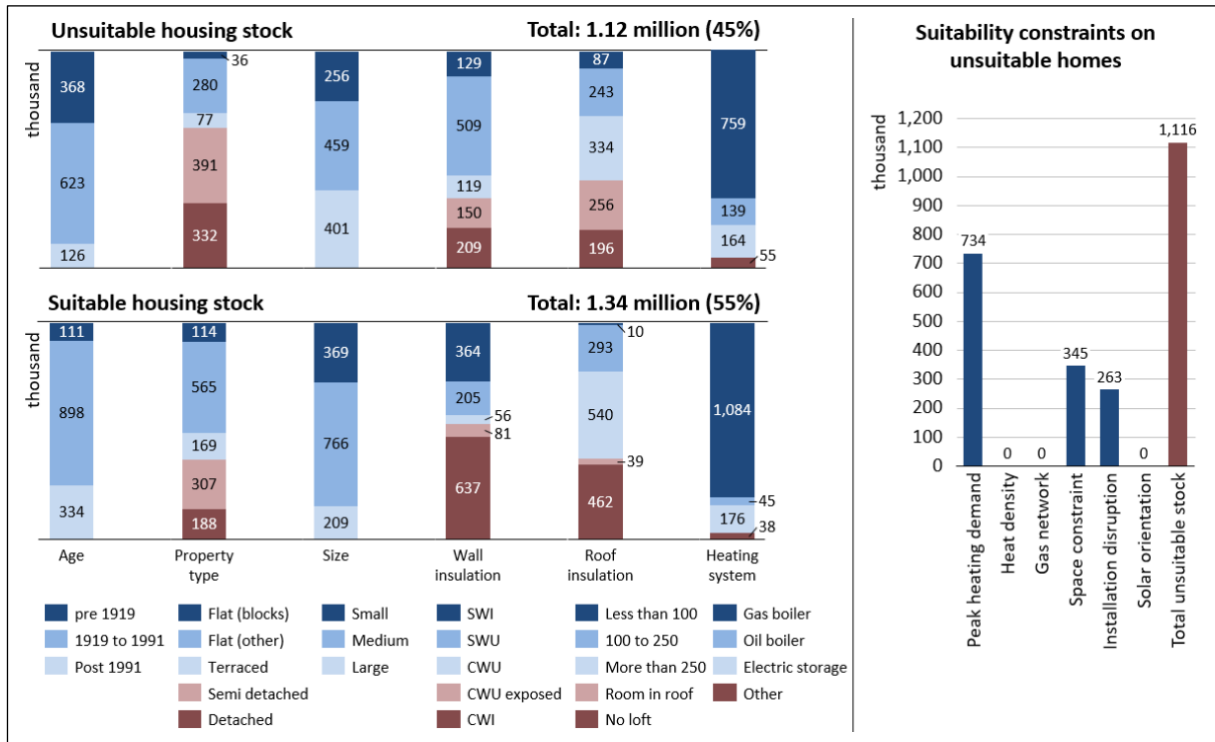 Unsuitable housing stock Total: 1.12 million (45%)
thousand
368
623
126
36
280
77
391
332
256
459
401
129
509
119
150
209
87
243
334
256
196
759
139
164
55
Suitable housing stock Total: 1.34 million (55%)
thousand
111
898
334
114
565
169
307
188
369
766
209
364
205
56
81
637
10
293
540
39
462
1,084
45
176
38
Age
Property
type
Size
Wall
insulation
Roof
insulation
Heating
system
pre 1919
1919 to 1991
Post 1991
Flat (blocks)
Flat (other)
Terraced
Semi detached
Detached
Small
Medium
Large
SWI
SWU
CWU
CWU exposed
CWI
Less than 100
100 to 250
More than 250
Room in roof
No loft
Gas boiler
Oil boiler
Electric storage
Other
Suitability constraints on
unsuitable homes
thousand
1,200
1,100
1,000
900
800
700
600
500
400
300
200
100
0
734
0
0
345
263
0
1,116
Peak heating demand
Heat density
Gas network
Space constraint
Installation disruption
Solar orientation
Total unsuitable stock